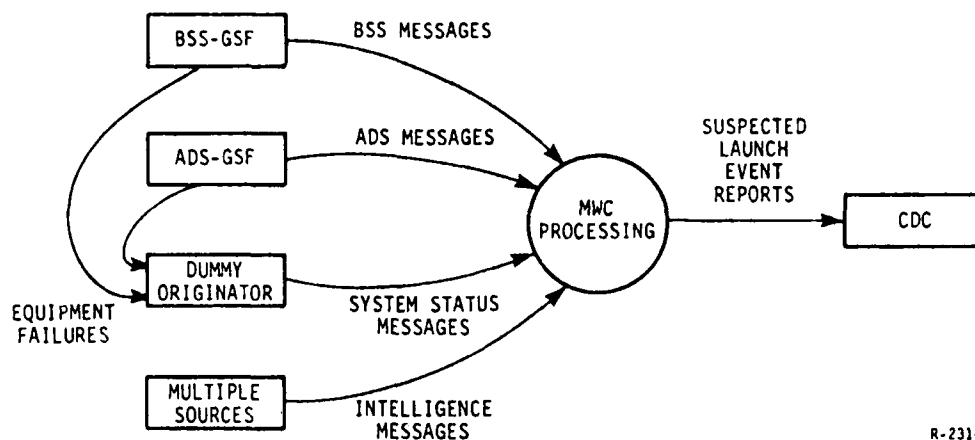 BSS-GSF
BSS MESSAGES
ADS-GSF
ADS MESSAGES
SUSPECTED
LAUNCH
EVENT
REPORTS
MWC
PROCESSING
CDC
DUMMY
ORIGINATOR
EQUIPMENT
FAILURES
SYSTEM STATUS
MESSAGES
MULTIPLE
SOURCES
INTELLIGENCE
MESSAGES
R-231